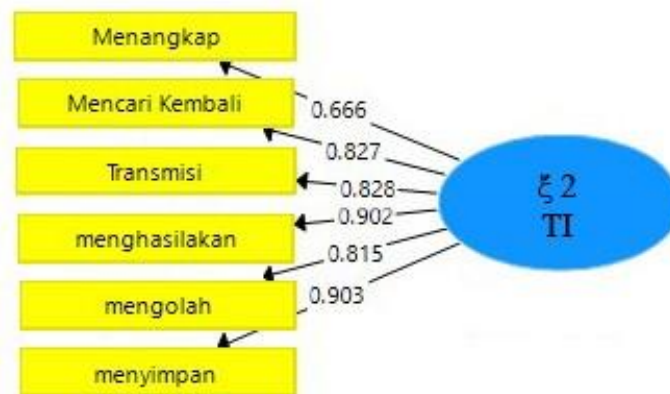 Menangkap
Mencari Kembali
Transmisi
menghasilakan
mengolah
menyimpan
0.666
0.827
0.828
0.902
0.815
0.903
ξ 2
TI